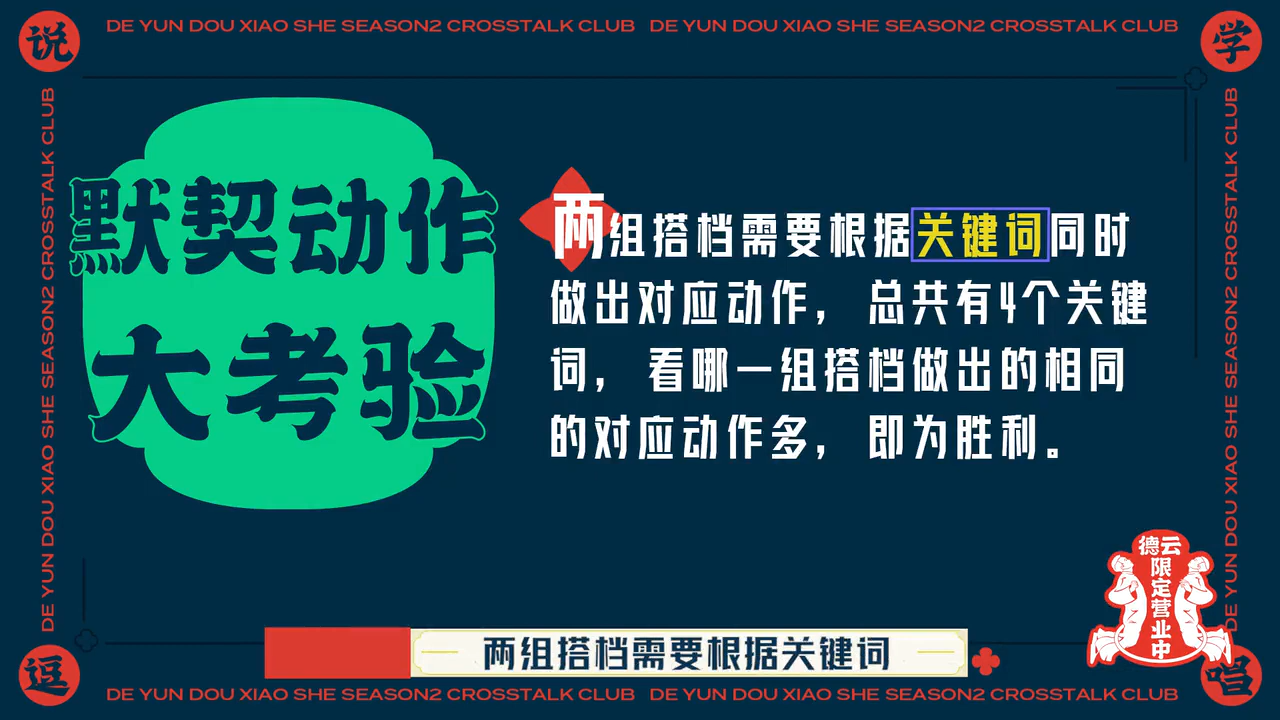 说
DE YUN DOU XIAO SHE SEASON2 CROSSTALK CLUB DE YUN DOU XIAO SHE SEASON2 CROSSTALK CLUB
学
DE YUN DOU XIAO SHE SEASON2 CROSSTALK CLUB
默契动作
大考验
两组搭档需要根据关键词同时
做出对应动作，总共有4个关键
词，看哪一组搭档做出的相同
的对应动作多，即为胜利。
DE YUN DOU XIAO SHE SEASON2 CROSSTALK CLUB
德云
限定营业中
两组搭档需要根据关键词
逗
DE YUN DOU XIAO SHE SEASON2 CROSSTALK CLUB DE YUN DOU XIAO SHE SEASON2 CROSSTALK CLUB
唱